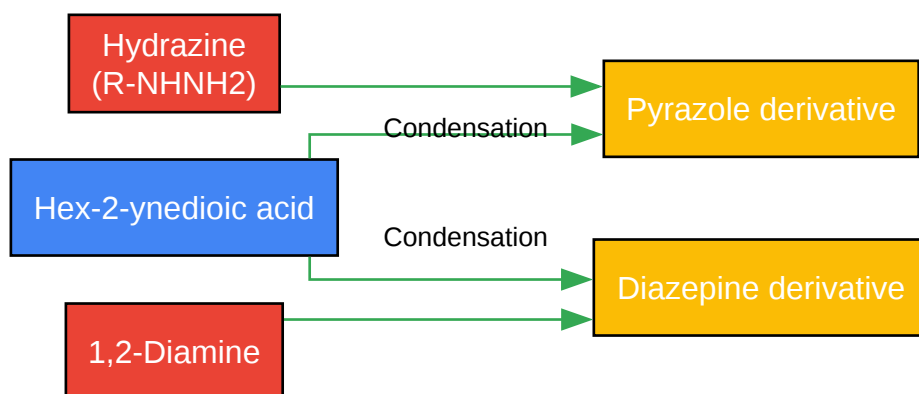 Hydrazine
(R-NHNH2)
Pyrazole derivative
Condensation
Hex-2-ynedioic acid
Condensation
Diazepine derivative
1,2-Diamine